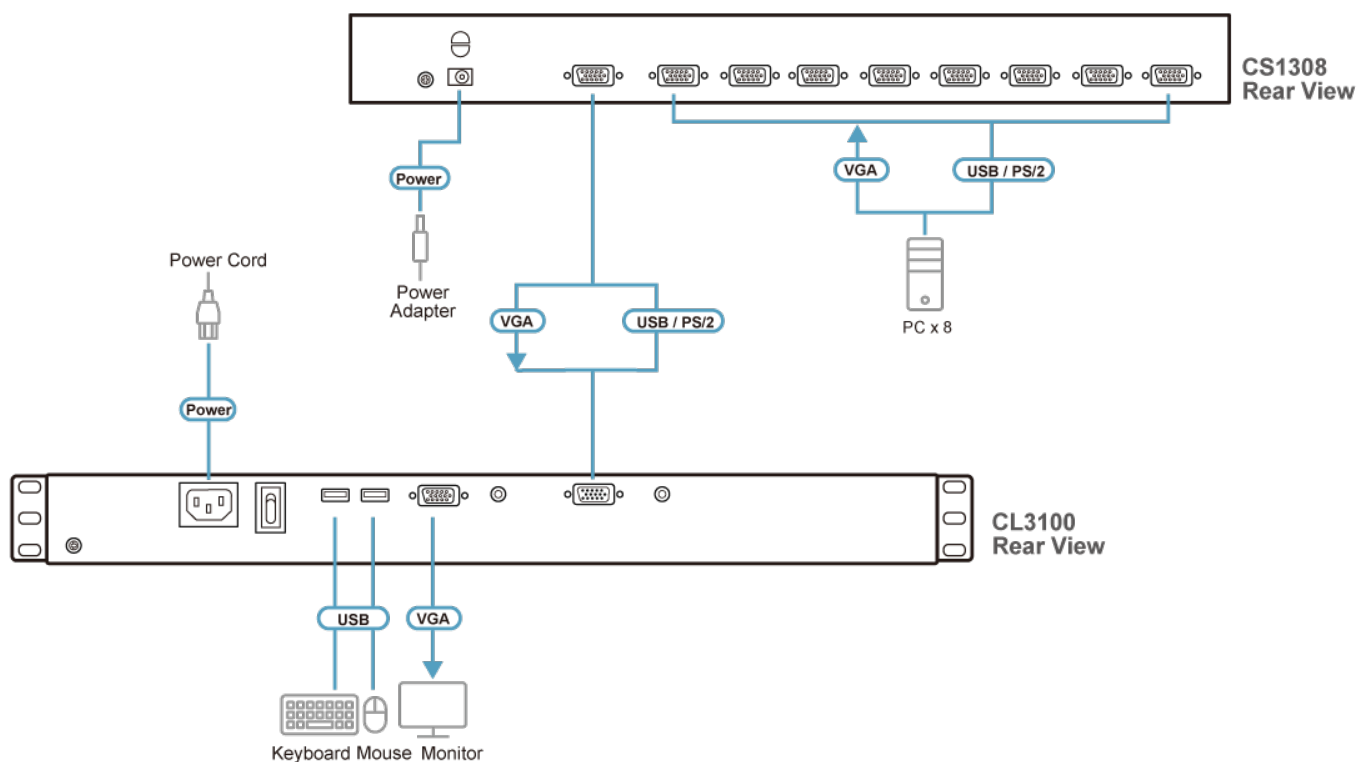 CS1308
Rear View
Power
VGA
USB / PS/2
Power Cord
Power
Adapter
VGA
USB / PS/2
PC x 8
Power
CL3100
Rear View
USB
VGA
Keyboard Mouse Monitor